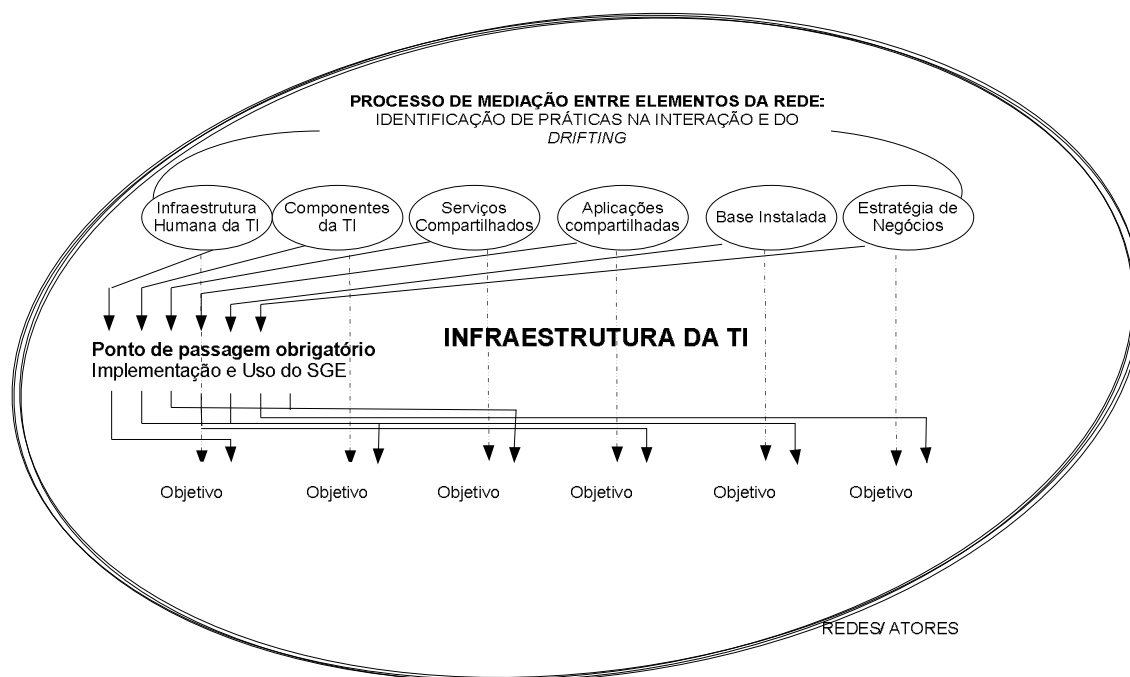 PROCESSO DE MEDIAÇÃO ENTRE ELEMENTOS DA REDE:
IDENTIFICAÇÃO DE PRÁTICAS NA INTERAÇÃO E DO
DRIFTING
Infraestrutura
Humana da TI
Componentes
da TI
Serviços
Compartilhados
Aplicações
compartilhadas
Base Instalada
Estratégia de
Negócios
INFRAESTRUTURA DA TI
Ponto de passagem obrigatório
Implementação e Uso do SGE
Objetivo
Objetivo
Objetivo
Objetivo
Objetivo
Objetivo
REDES/ ATORES